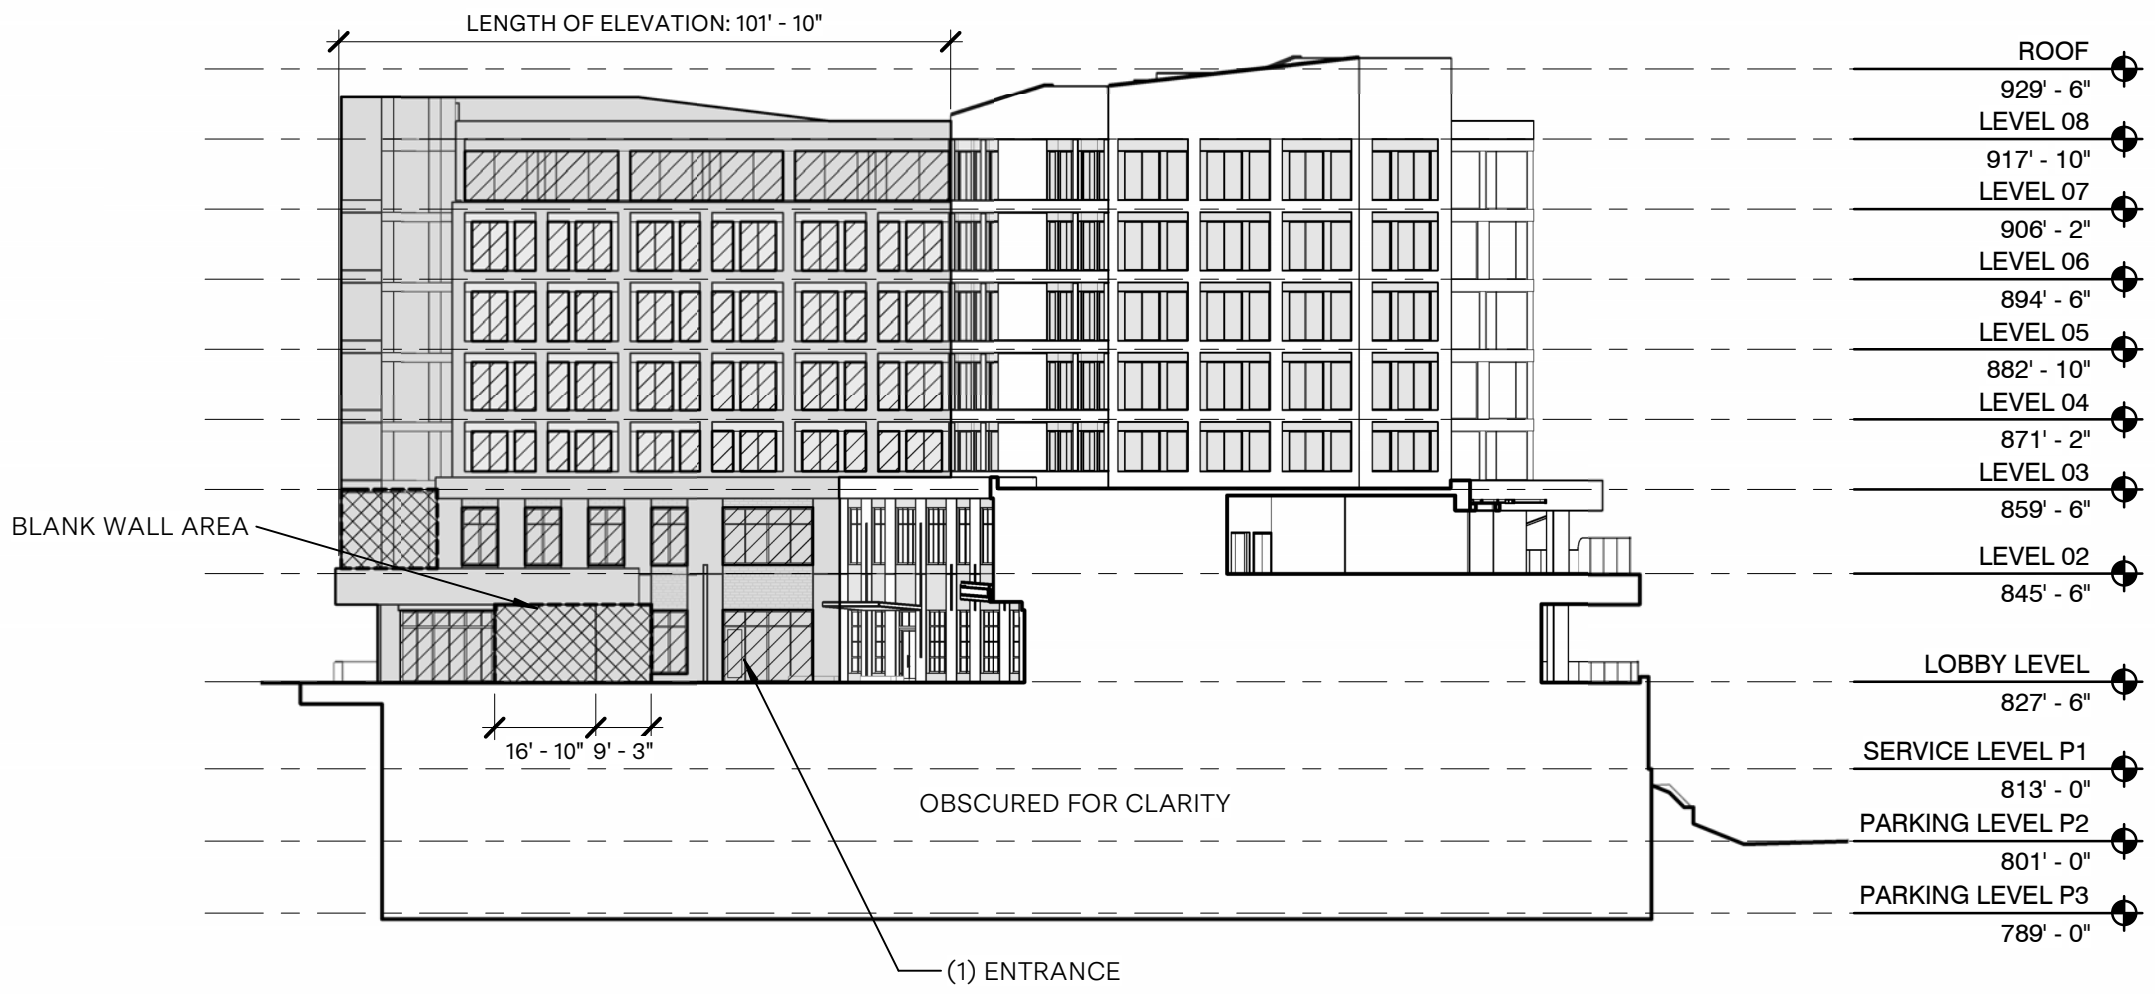 LENGTH OF ELEVATION: 101' - 10"
ROOF
929' - 6"
LEVEL 08
917' - 10"
LEVEL 07
906' - 2"
LEVEL 06
894' - 6"
LEVEL 05
882' - 10"
LEVEL 04
871' - 2"
LEVEL 03
859' - 6"
BLANK WALL AREA
LEVEL 02
845' - 6"
LOBBY LEVEL
827' - 6"
16' - 10" 9' - 3"
SERVICE LEVEL P1
813' - 0"
OBSCURED FOR CLARITY
PARKING LEVEL P2
801' - 0"
PARKING LEVEL P3
789' - 0"
(1) ENTRANCE